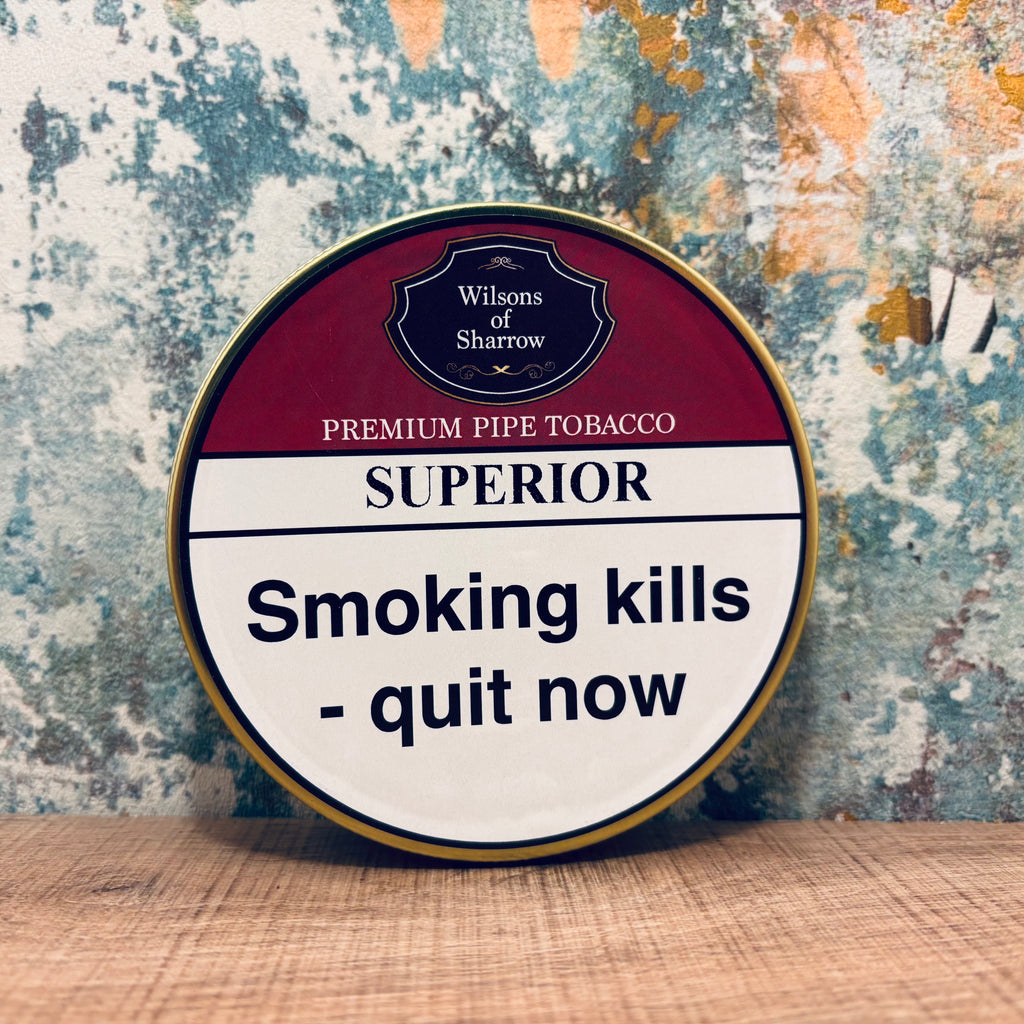 Wilsons
of
Sharrow
PREMIUM PIPE TOBACCO
SUPERIOR
Smoking kills
- quit now